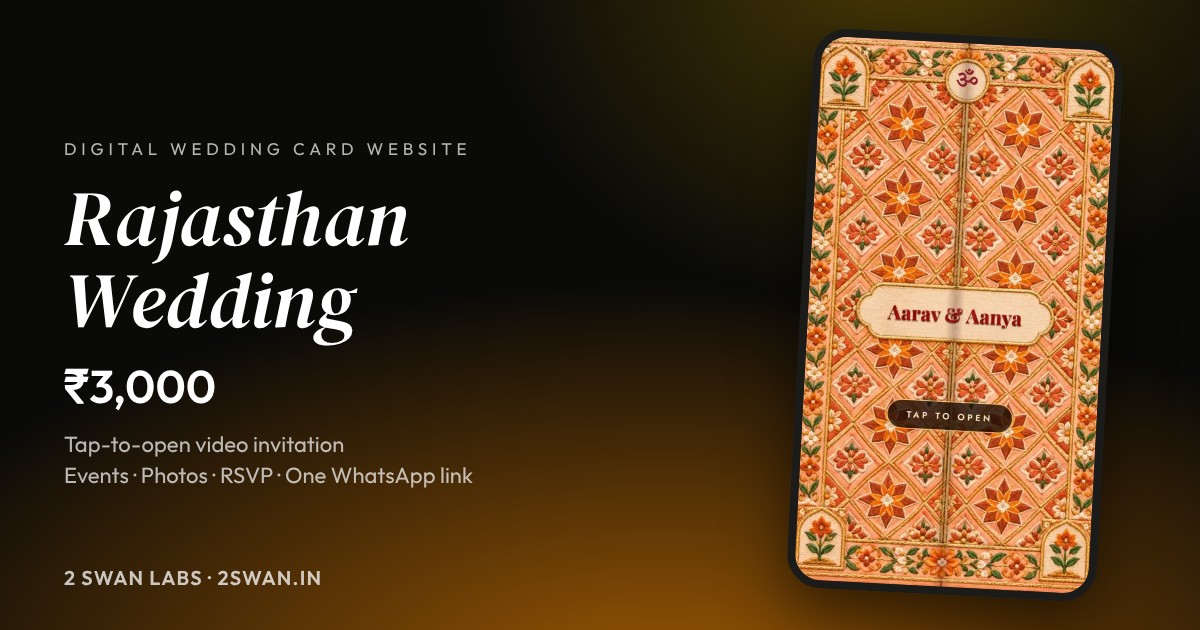 DIGITAL WEDDING CARD WEBSITE
Rajasthan
Wedding
₹3,000
Tap-to-open video invitation
Events · Photos · RSVP · One WhatsApp link
2 SWAN LABS · 2SWAN.IN
ॐ
Aarav & Aanya
TAP TO OPEN